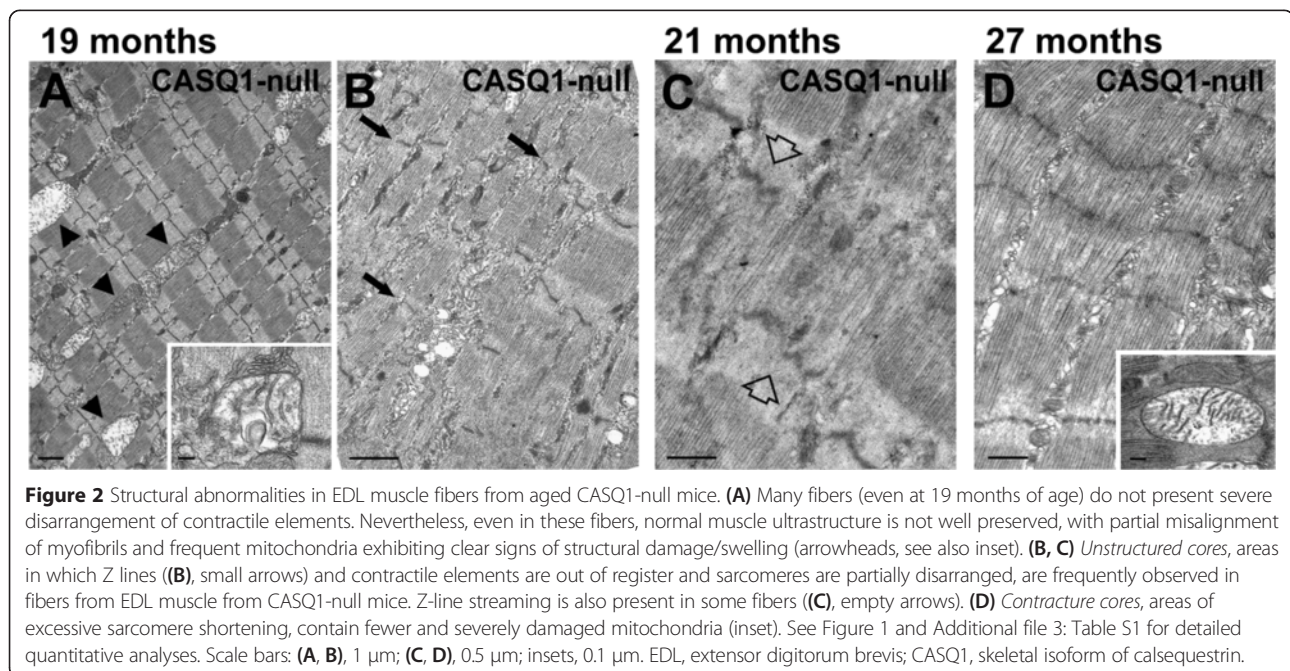 19 months
21 months
27 months
A
CASQ1-null
B
CASQ1-null
C
CASQ1-null
D
Figure 2 Structural abnormalities in EDL muscle fibers from aged CASQ1-null mice. (A) Many fibers (even at 19 months of age) do not present severe
disarrangement of contractile elements. Nevertheless, even in these fibers, normal muscle ultrastructure is not well preserved, with partial misalignment
of myofibrils and frequent mitochondria exhibiting clear signs of structural damage/swelling (arrowheads, see also inset). (B, C) Unstructured cores, areas
in which Z lines ((B), small arrows) and contractile elements are out of register and sarcomeres are partially disarranged, are frequently observed in
fibers from EDL muscle from CASQ1-null mice. Z-line streaming is also present in some fibers ((C), empty arrows). (D) Contracture cores, areas of
excessive sarcomere shortening, contain fewer and severely damaged mitochondria (inset). See Figure 1 and Additional file 3: Table S1 for detailed
quantitative analyses. Scale bars: (A, B), 1 μm; (C, D), 0.5 μm; insets, 0.1 μm. EDL, extensor digitorum brevis; CASQ1, skeletal isoform of calsequestrin.